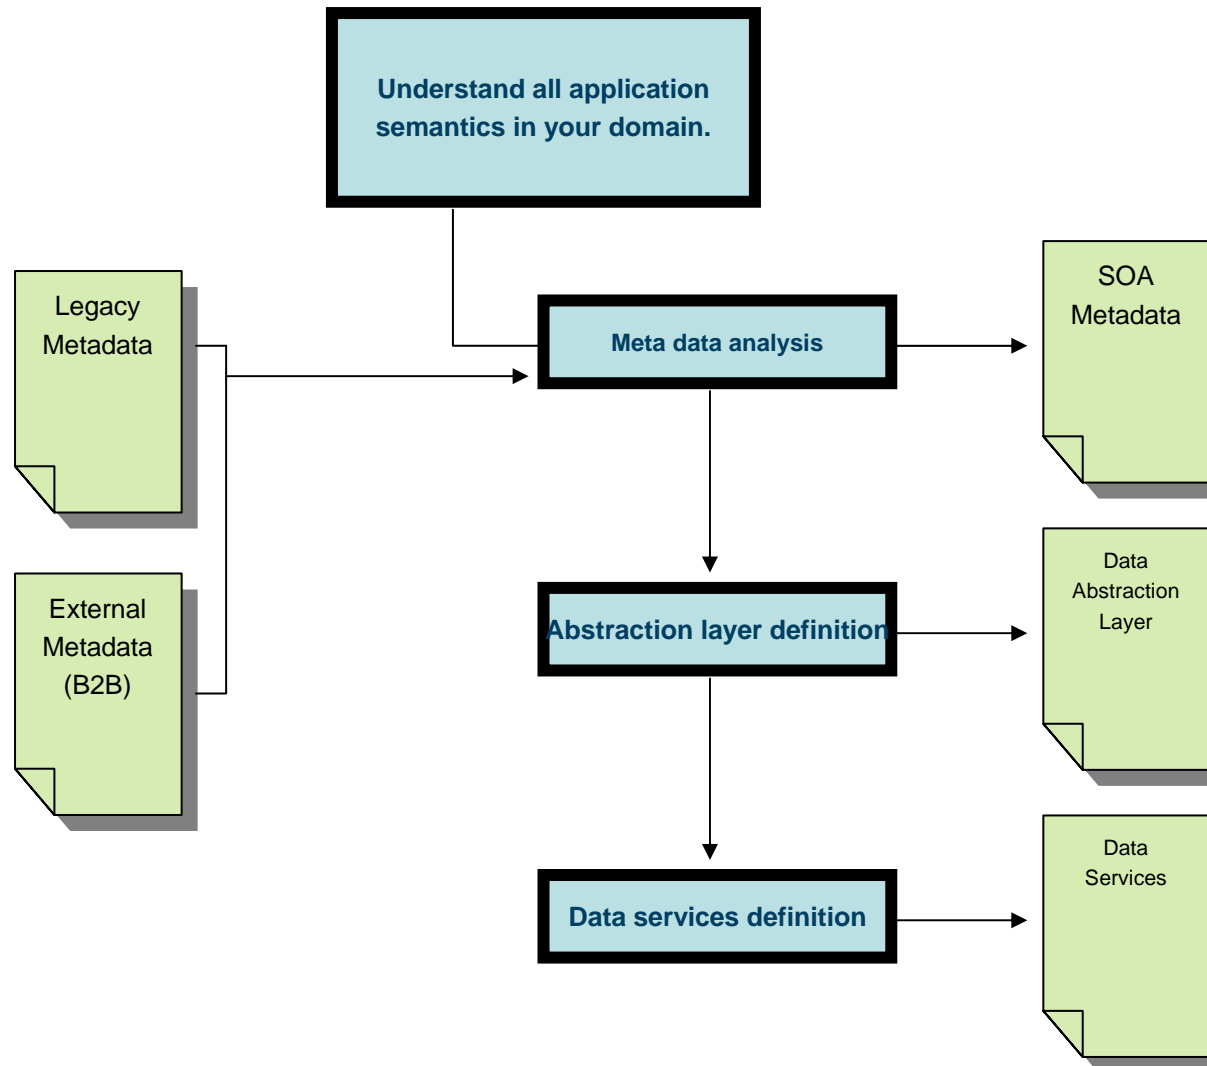 Understand all application
semantics in your domain.
Legacy
Metadata
SOA
Metadata
Meta data analysis
External
Metadata
(B2B)
Abstraction layer definition
Data
Abstraction
Layer
Data services definition
Data
Services